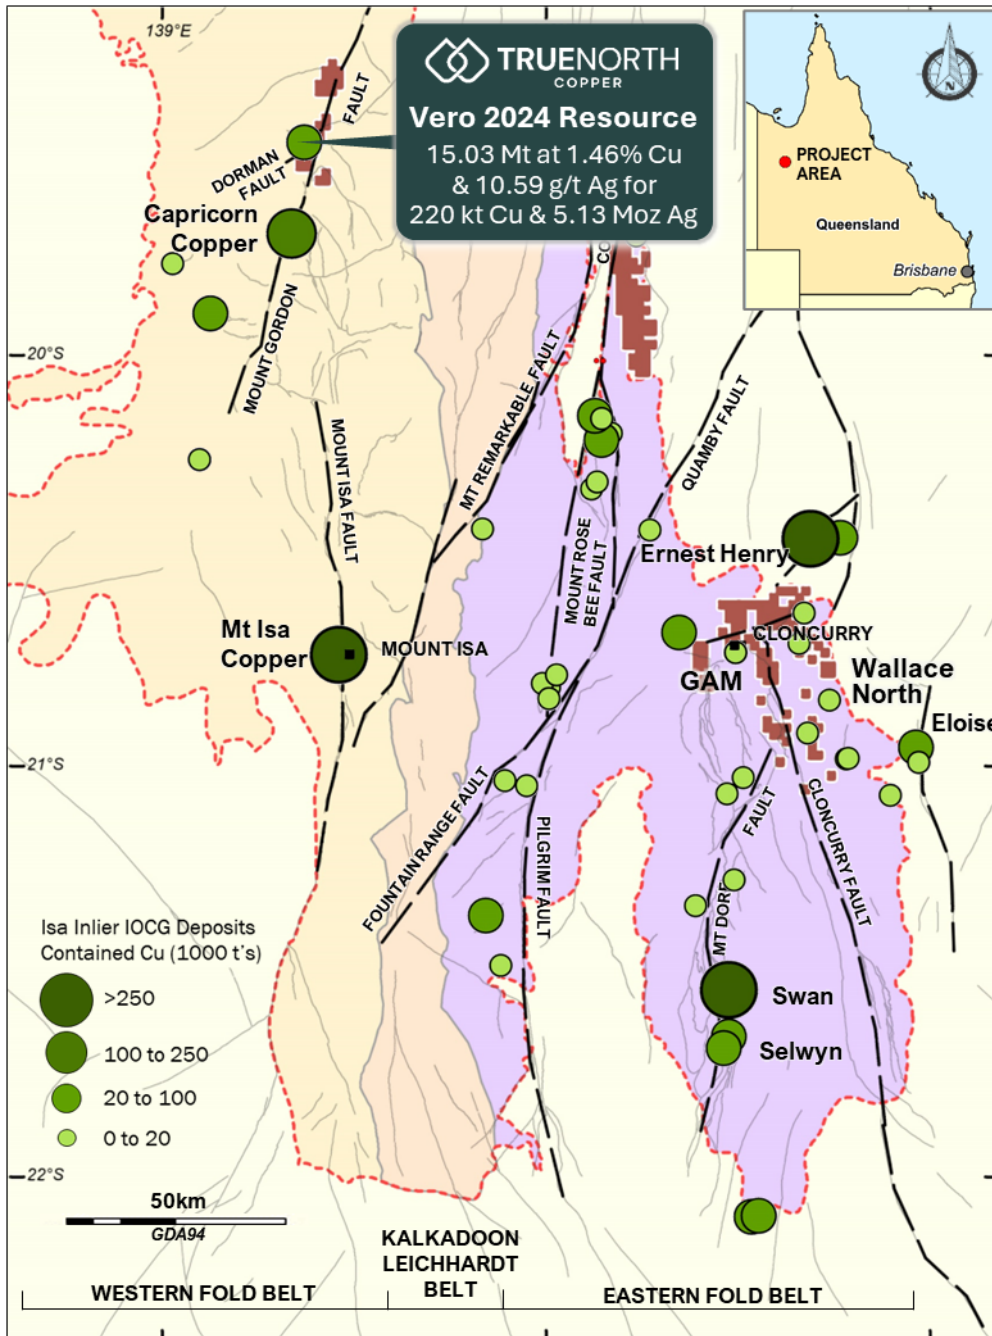 139°E
TRUENORTH
COPPER
Vero 2024 Resource
15.03 Mt at 1.46% Cu
& 10.59 g/t Ag for
220 kt Cu & 5.13 Moz Ag
N
PROJECT
AREA
Queensland
Brisbane
FAULT
DORMAN
FAULT
Capricorn
Copper
MOUNT GORDON
20°S
MOUNT ISA FAULT
MT REMARKABLE FAULT
CO
QUAMBY FAULT
MOUNT ROSE
BEE FAULT
Ernest Henry
Mt Isa
Copper
MOUNT ISA
CLONCURRY
GAM
Wallace
North
Eloise
21°S
FOUNTAIN RANGE FAULT
PILGRIM FAULT
FAULT
MT DORE
CLONCURRY FAULT
Isa Inlier IOCG Deposits
Contained Cu (1000 t's)
>250
100 to 250
20 to 100
0 to 20
Swan
Selwyn
22°S
50km
GDA94
KALKADOON
LEICHHARDT
BELT
WESTERN FOLD BELT
EASTERN FOLD BELT